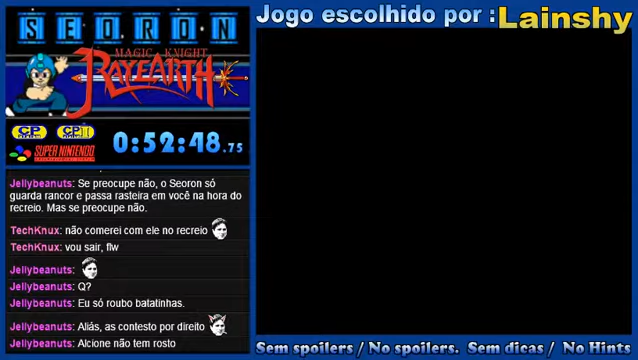 SEORON
Jogo escolhido por : Lainshy
MAGIC KNIGHT
RAYEARTH
SUPER NINTENDO
0:52:48.75
Jellybeanuts: Se preocupe não, o Seoron só
guarda rancor e passa rasteira em você na hora do
recreio. Mas se preocupe não.
TechKnux: não comerei com ele no recreio
TechKnux: vou sair, flw
Jellybeanuts:
Jellybeanuts: Q?
Jellybeanuts: Eu só roubo batatinhas.
Jellybeanuts: Aliás, as contesto por direito
Jellybeanuts: Alcione não tem rosto
Sem spoilers / No spoilers. Sem dicas / No Hints